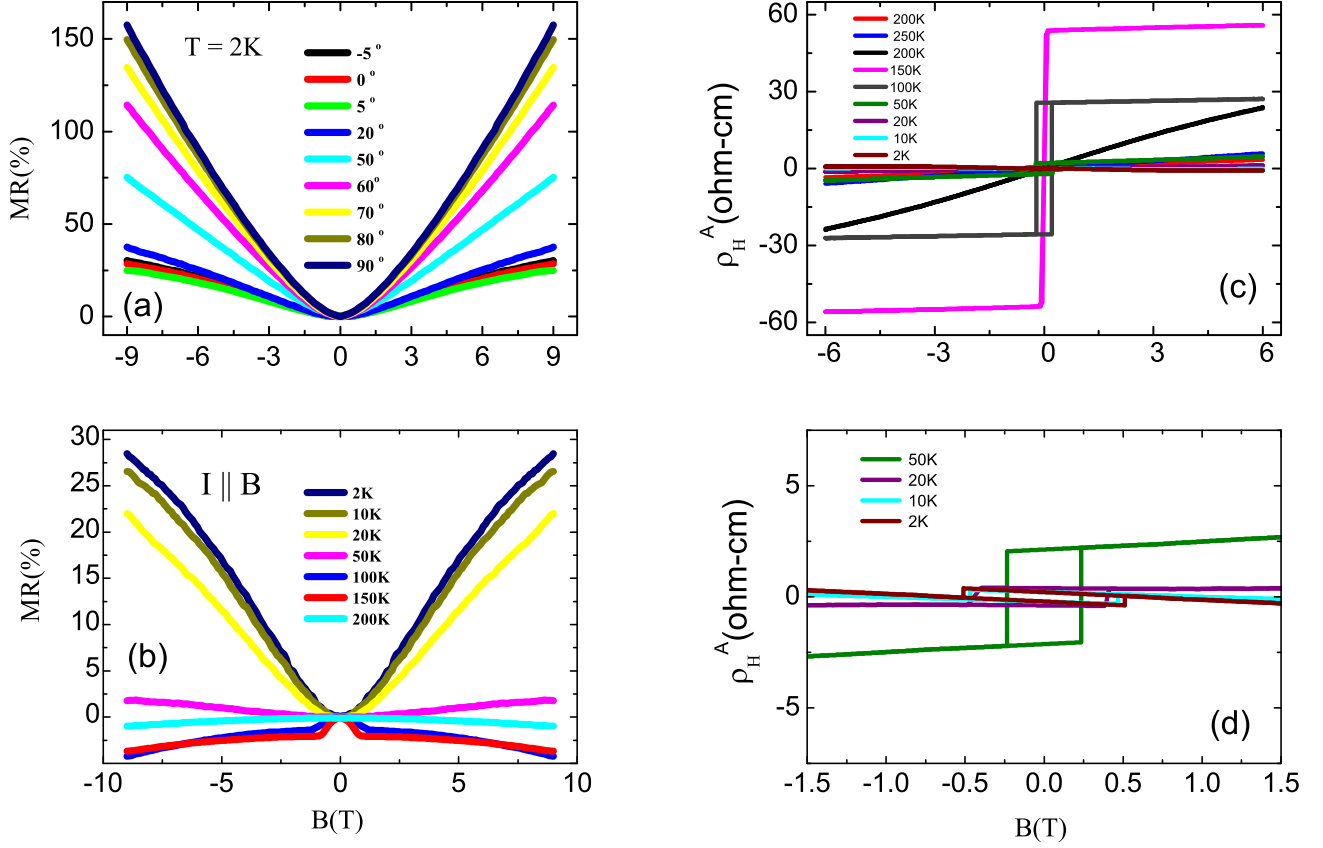 MR(%)
150
100
50
0
T = 2K
-5 °
0 °
5 °
20 °
50 °
60 °
70 °
80 °
90 °
(a)
-9 -6 -3 0 3 6 9
ρHA(ohm-cm)
60
30
0
-30
-60
200K
250K
200K
150K
100K
50K
20K
10K
2K
(c)
-6 -3 0 3 6
MR(%)
30
25
20
15
10
5
0
I || B
2K
10K
20K
50K
100K
150K
200K
(b)
-10 -5 0 5 10
B(T)
ρHA(ohm-cm)
5
0
-5
50K
20K
10K
2K
(d)
-1.5 -1.0 -0.5 0.0 0.5 1.0 1.5
B(T)